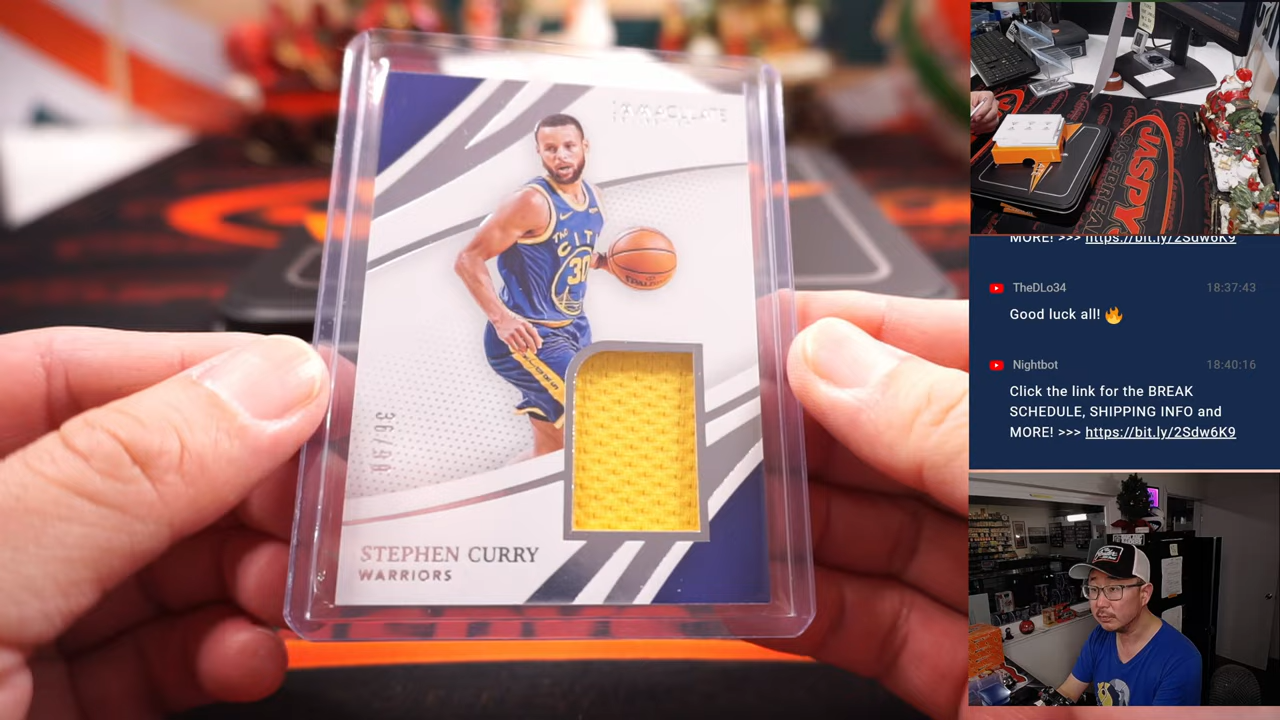 IMMACULATE
THE
CITY
30
SPALDING
36/50
STEPHEN CURRY
WARRIORS
JASPY'S
MORE! >>> https://bit.ly/2Sdw6K9
TheDLo34
18:37:43
Good luck all! 🔥
Nightbot
18:40:16
Click the link for the BREAK
SCHEDULE, SHIPPING INFO and
MORE! >>> https://bit.ly/2Sdw6K9